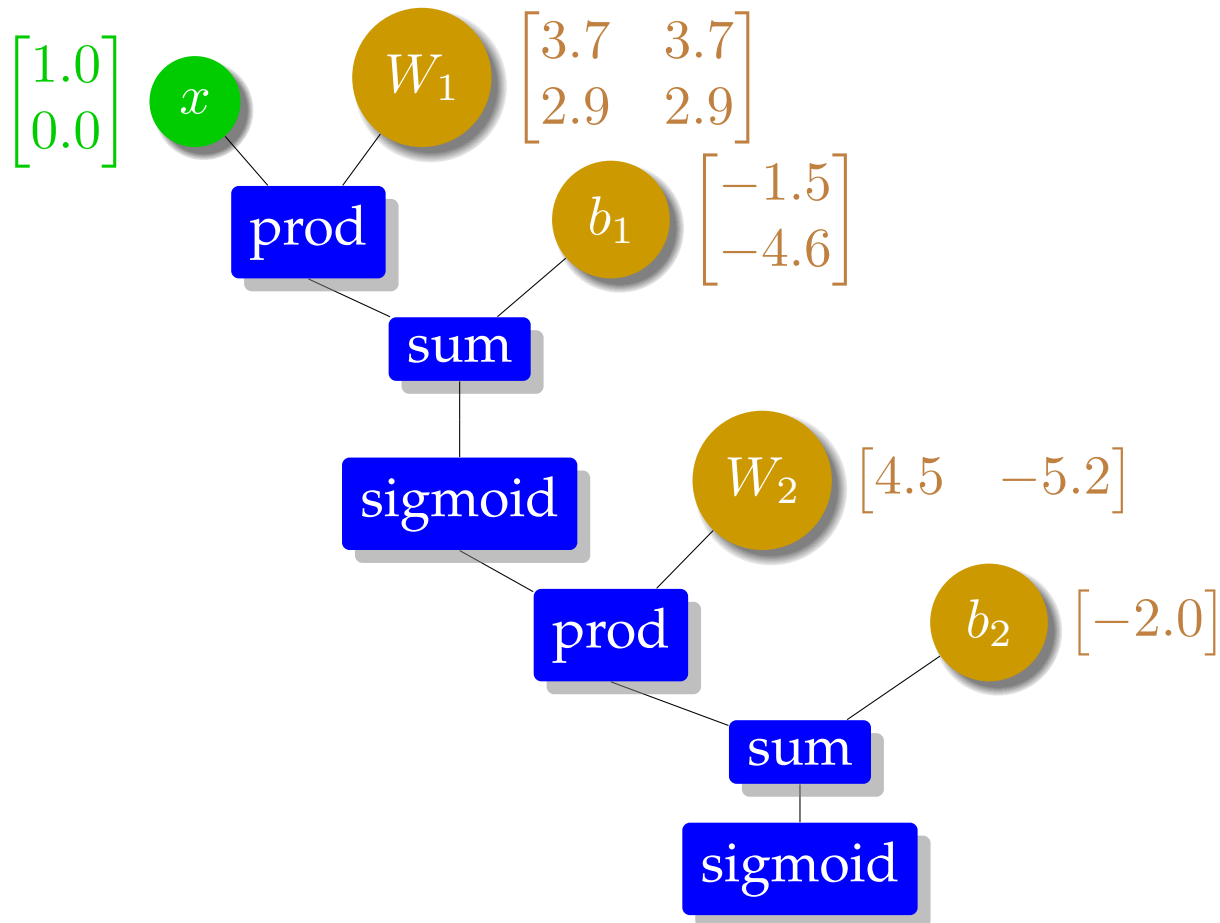 [1.0
0.0]
x
W₁
[3.7 3.7
2.9 2.9]
prod
b₁
[−1.5
−4.6]
sum
sigmoid
W₂
[4.5 −5.2]
prod
b₂
[−2.0]
sum
sigmoid